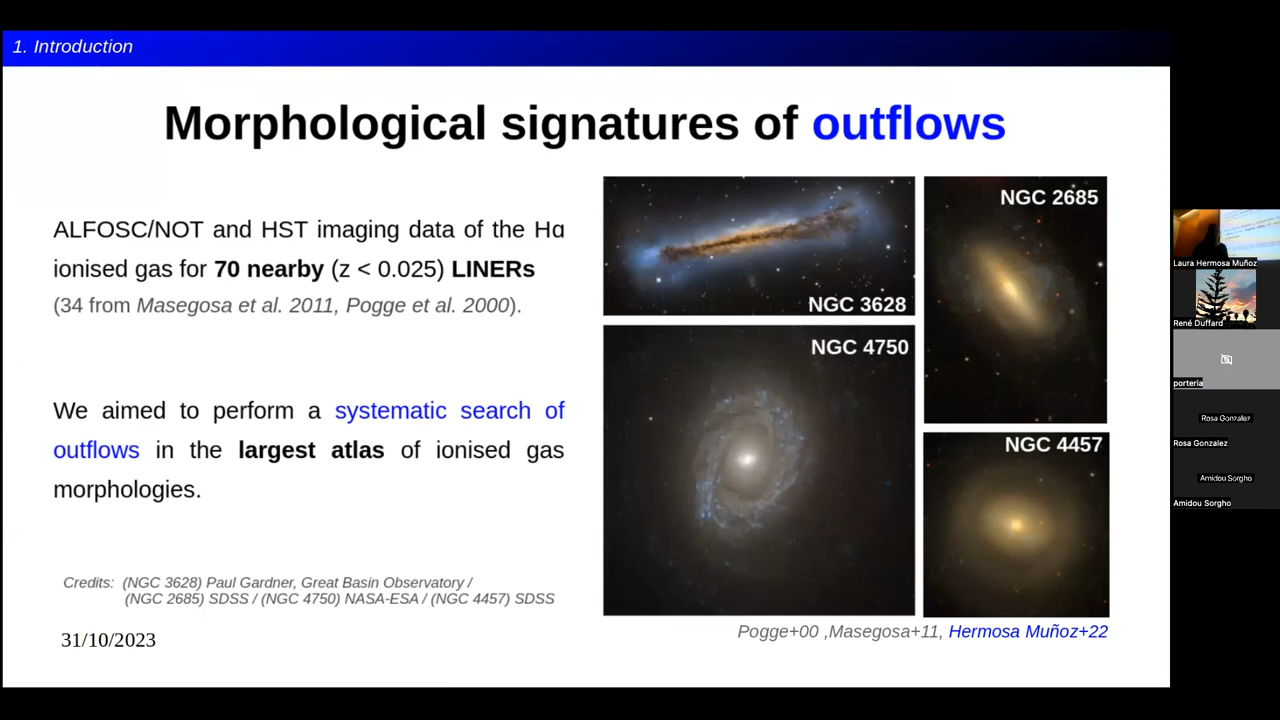 1. Introduction
Morphological signatures of outflows
ALFOSC/NOT and HST imaging data of the Hα
ionised gas for 70 nearby (z < 0.025) LINERs
(34 from Masegosa et al. 2011, Pogge et al. 2000).
We aimed to perform a systematic search of
outflows in the largest atlas of ionised gas
morphologies.
Credits: (NGC 3628) Paul Gardner, Great Basin Observatory /
(NGC 2685) SDSS / (NGC 4750) NASA-ESA / (NGC 4457) SDSS
31/10/2023
NGC 3628
NGC 2685
NGC 4750
NGC 4457
Pogge+00 ,Masegosa+11, Hermosa Muñoz+22
Laura Hermosa Muñoz
René Duffard
porteria
Rosa Gonzalez
Rosa Gonzalez
Amidou Sorgho
Amidou Sorgho